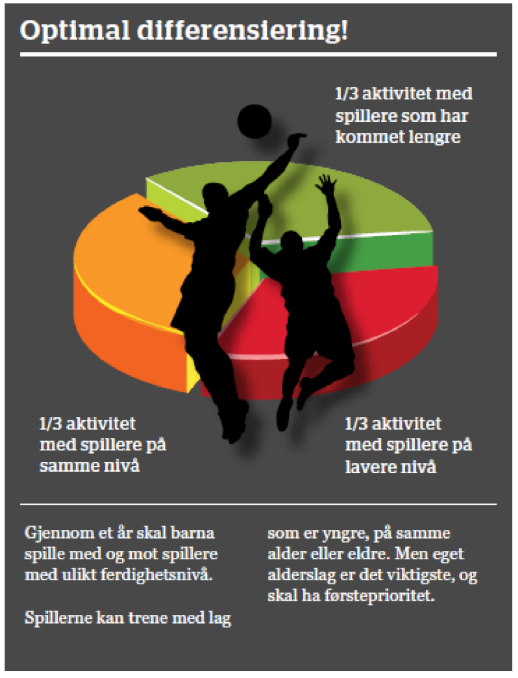 Optimal differensiering!
1/3 aktivitet med
spillere som har
kommet lengre
1/3 aktivitet
med spillere på
samme nivå
1/3 aktivitet
med spillere på
lavere nivå
Gjennom et år skal barna
spille med og mot spillere
med ulikt ferdighetsnivå.
Spillerne kan trene med lag
som er yngre, på samme
alder eller eldre. Men eget
alderslag er det viktigste, og
skal ha førsteprioritet.